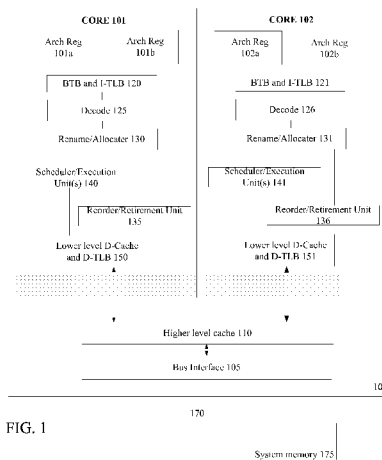 CORE 101
CORE 102
Arch Reg
101a
Arch Reg
101b
Arch Reg
102a
Arch Reg
102b
BTB and I-TLB 120
BTB and I-TLB 121
Decode 125
Decode 126
Rename/Allocater 130
Rename/Allocater 131
Scheduler/Execution
Unit(s) 140
Scheduler/Execution
Unit(s) 141
Reorder/Retirement Unit
135
Reorder/Retirement Unit
136
Lower level D-Cache
and D-TLB 150
Lower level D-Cache
and D-TLB 151
Higher level cache 110
Bus Interface 105
10
170
FIG. 1
System memory 175